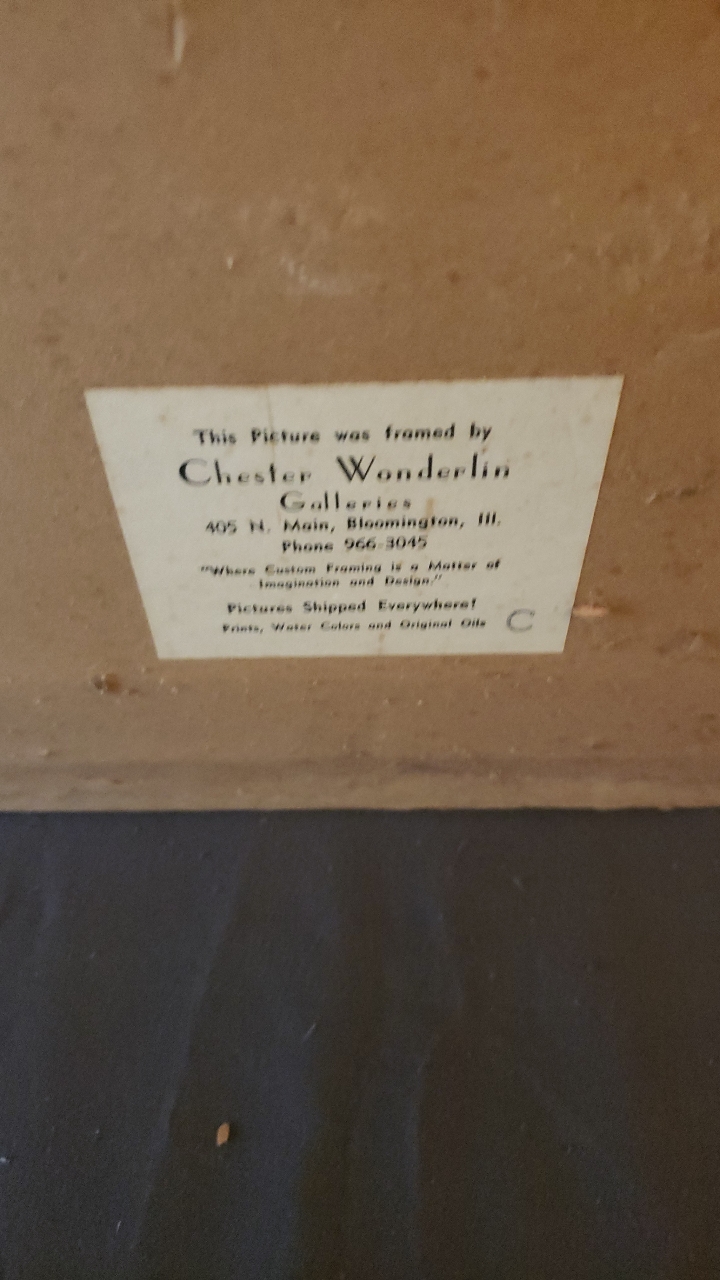 This Picture was framed by
Chester Wonderlin
Galleries
405 N. Main, Bloomington, Ill.
Phone 966-3045
"Where Custom Framing is a Matter of
Imagination and Design."
Pictures Shipped Everywhere!
Prints, Water Colors and Original Oils
C